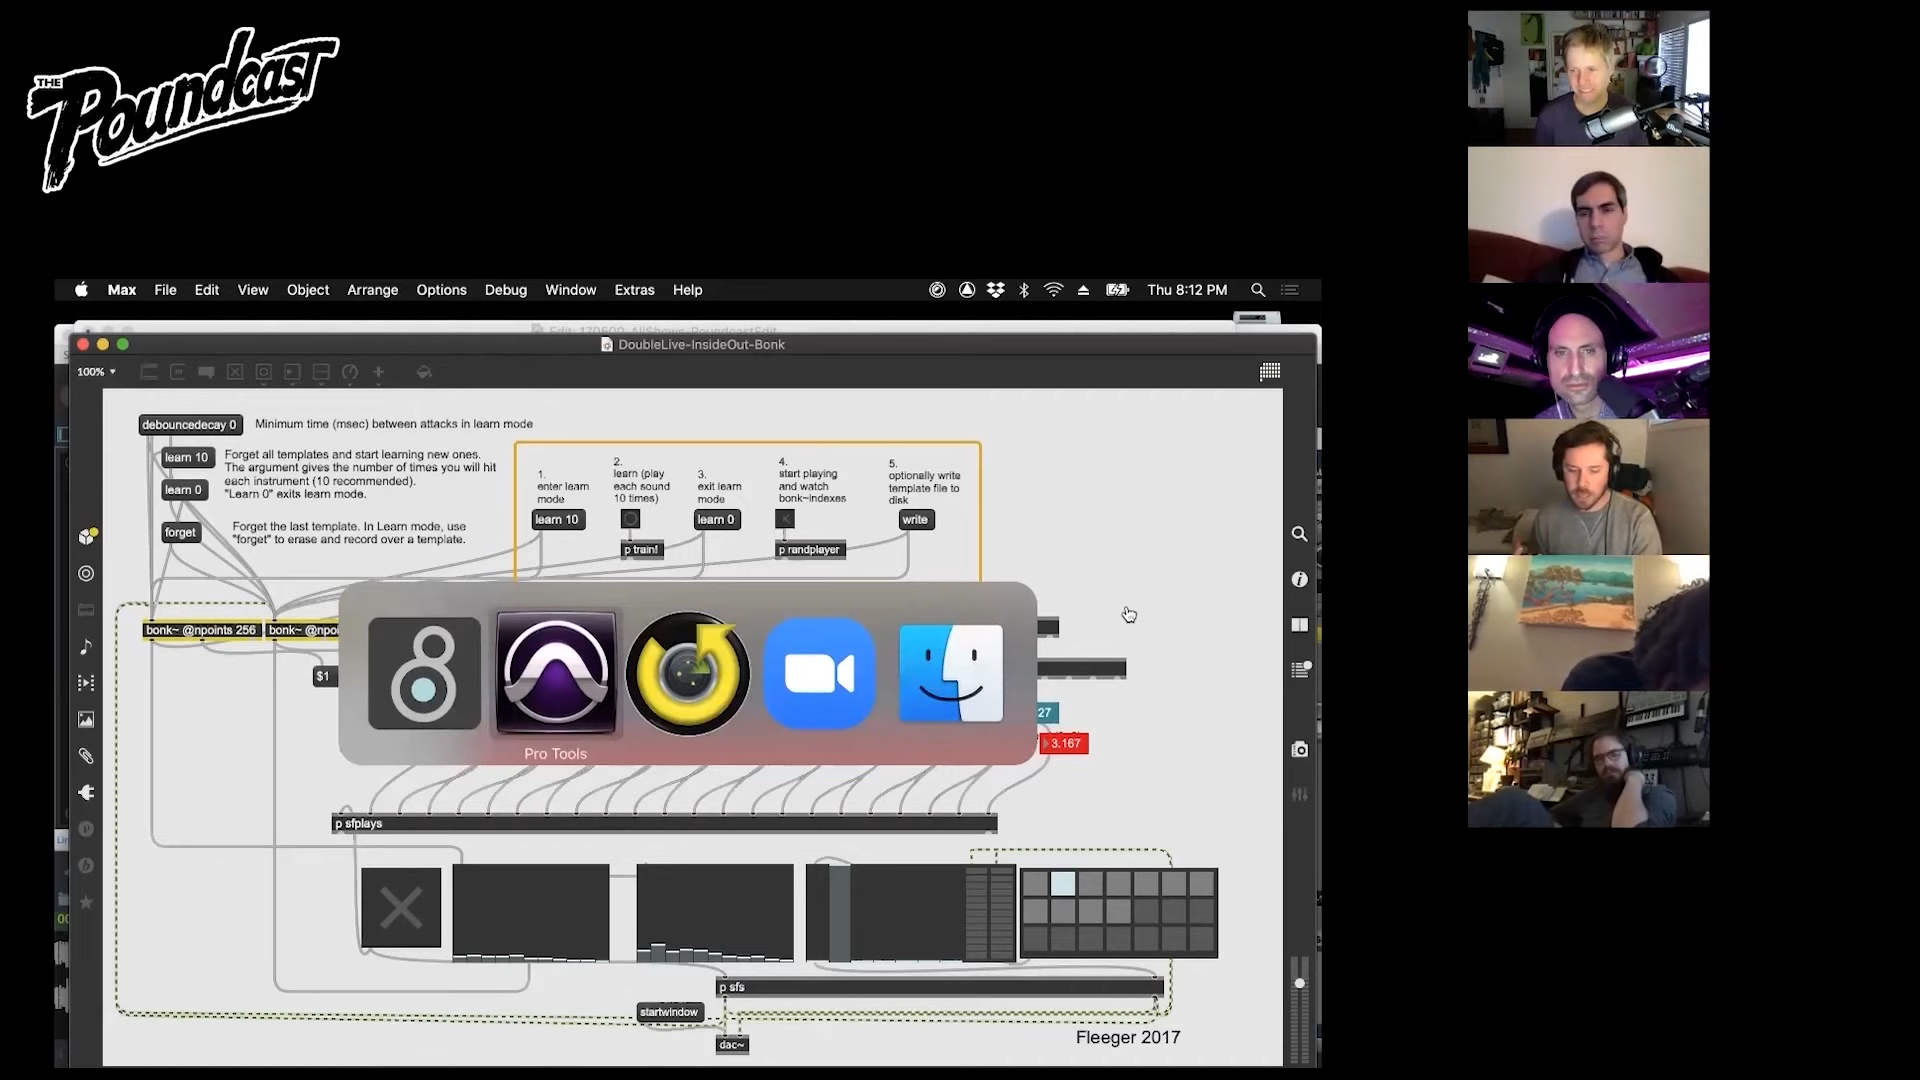 THE
Poundcast
Max File Edit View Object Arrange Options Debug Window Extras Help
Thu 8:12 PM
Edit: 170600-AllShows-PoundcastEdit
DoubleLive-InsideOut-Bonk
100%
debouncedecay 0
Minimum time (msec) between attacks in learn mode
learn 10
Forget all templates and start learning new ones.
The argument gives the number of times you will hit
each instrument (10 recommended).
"Learn 0" exits learn mode.
learn 0
forget
Forget the last template. In Learn mode, use
"forget" to erase and record over a template.
1.
enter learn
mode
learn 10
2.
learn (play
each sound
10 times)
p train!
3.
exit learn
mode
learn 0
4.
start playing
and watch
bonk~indexes
p randplayer
5.
optionally write
template file to
disk
write
bonk~ @npoints 256
bonk~ @npoi
$1
27
3.167
Pro Tools
p sfplays
p sfs
startwindow
dac~
Fleeger 2017